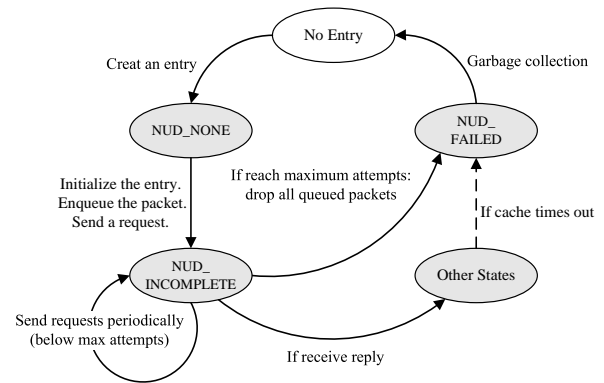 No Entry
Creat an entry
Garbage collection
NUD_NONE
NUD_
FAILED
Initialize the entry.
Enqueue the packet.
Send a request.
If reach maximum attempts:
drop all queued packets
If cache times out
NUD_
INCOMPLETE
Other States
Send requests periodically
(below max attempts)
If receive reply